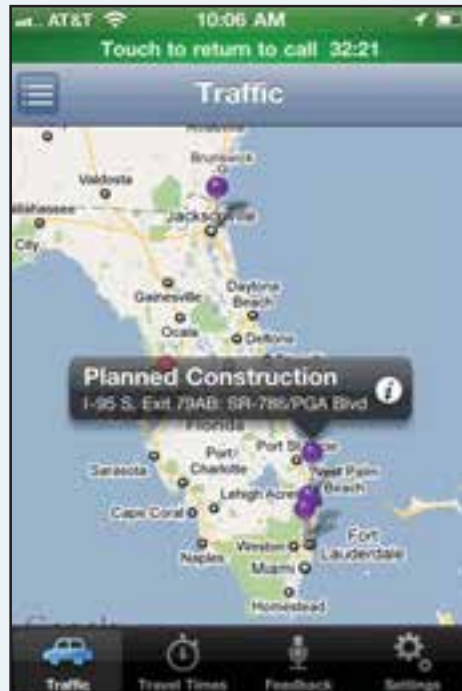 AT&T 10:06 AM
Touch to return to call 32:21
Traffic
Brunswick
Valdosta
Jacksonville
City
Gainesville
Daytona
Beach
Ocala
Deltona
Planned Construction
I-95 S, Exit 79AB: SR-786/PGA Blvd
Florida
Port
Charlotte
Port St
Sarasota
West Palm
Beach
Lehigh Acres
Cape Coral
Fort
Lauderdale
Naples
Weston
Miami
Homestead
Traffic
Travel Times
Feedback
Settings